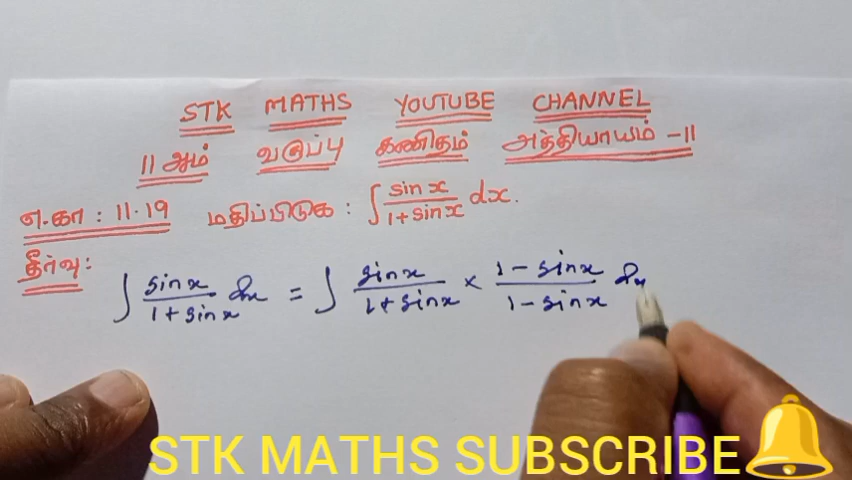 STK MATHS YOUTUBE CHANNEL
11 ஆம் வகுப்பு கணிதம் அத்தியாயம் -11
எ.கா : 11.19 மதிப்பிடுக : ∫ sin x / 1+sin x dx.
தீர்வு:
∫ sin x / 1 + sin x dx = ∫ sin x / 1 + sin x × 1 - sin x / 1 - sin x dx
STK MATHS SUBSCRIBE